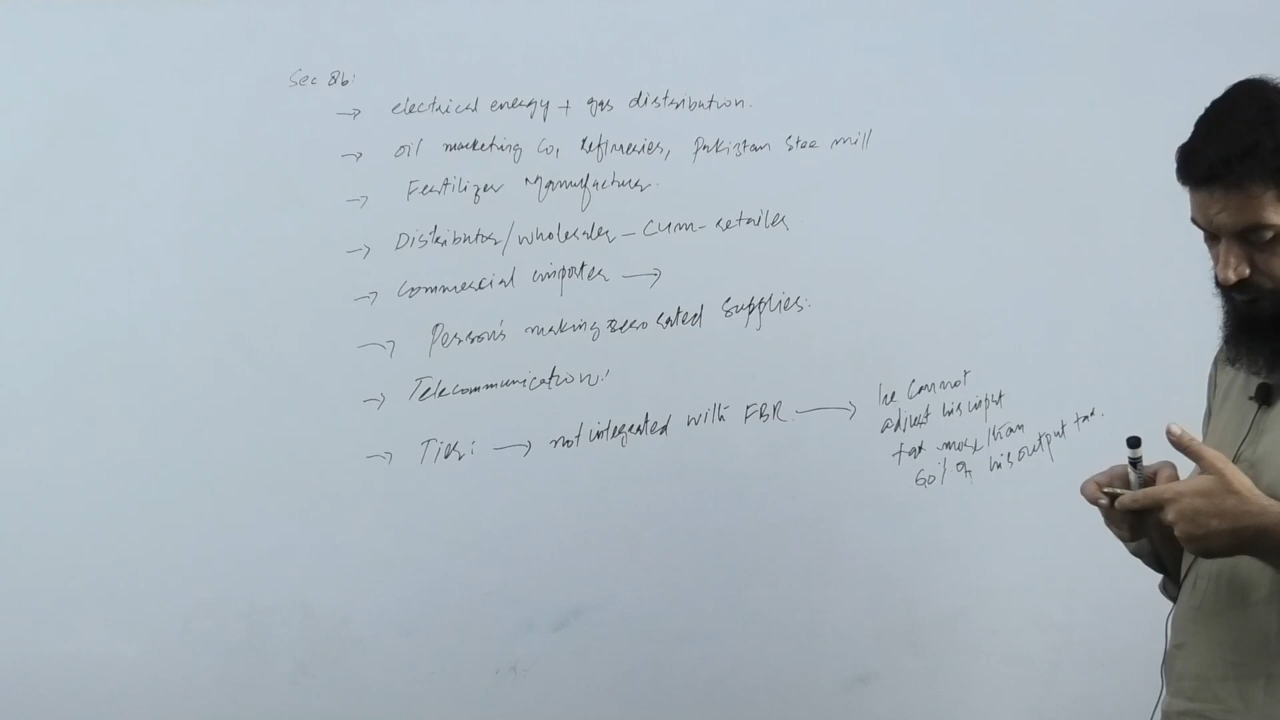 Sec 8b:
→ electrical energy + gas distribution.
→ oil marketing Co, refineries, Pakistan Stee mill
→ Fertilizer Manufacturer.
→ Distributor/wholesaler - Cum - retailer
→ Commercial importer →
→ Person's making zero rated supplies.
→ Telecommunication.
→ Tier: → not integrated with FBR. → he cannot
adjust his input
tax more than
60% of his output tax.